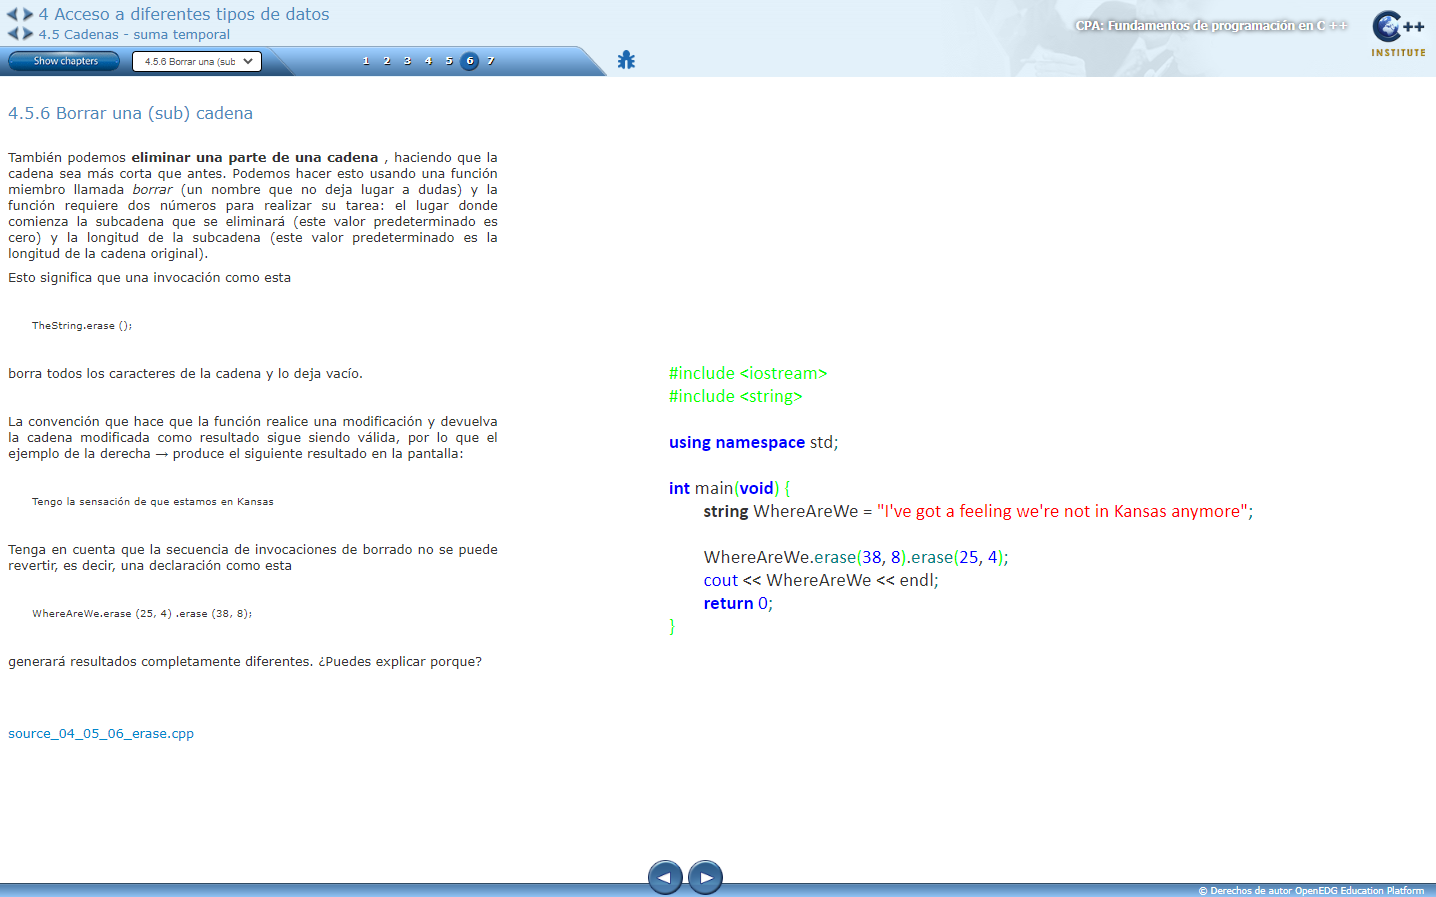 4 Acceso a diferentes tipos de datos
4.5 Cadenas - suma temporal
CPA: Fundamentos de programación en C ++
C++
INSTITUTE
Show chapters
4.5.6 Borrar una (sub
1 2 3 4 5 6 7
4.5.6 Borrar una (sub) cadena
También podemos eliminar una parte de una cadena , haciendo que la
cadena sea más corta que antes. Podemos hacer esto usando una función
miembro llamada borrar (un nombre que no deja lugar a dudas) y la
función requiere dos números para realizar su tarea: el lugar donde
comienza la subcadena que se eliminará (este valor predeterminado es
cero) y la longitud de la subcadena (este valor predeterminado es la
longitud de la cadena original).
Esto significa que una invocación como esta
TheString.erase ();
borra todos los caracteres de la cadena y lo deja vacío.
La convención que hace que la función realice una modificación y devuelva
la cadena modificada como resultado sigue siendo válida, por lo que el
ejemplo de la derecha → produce el siguiente resultado en la pantalla:
Tengo la sensación de que estamos en Kansas
Tenga en cuenta que la secuencia de invocaciones de borrado no se puede
revertir, es decir, una declaración como esta
WhereAreWe.erase (25, 4) .erase (38, 8);
generará resultados completamente diferentes. ¿Puedes explicar porque?
source_04_05_06_erase.cpp
#include <iostream>
#include <string>
using namespace std;
int main(void) {
string WhereAreWe = "I've got a feeling we're not in Kansas anymore";
WhereAreWe.erase(38, 8).erase(25, 4);
cout << WhereAreWe << endl;
return 0;
}
© Derechos de autor OpenEDG Education Platform